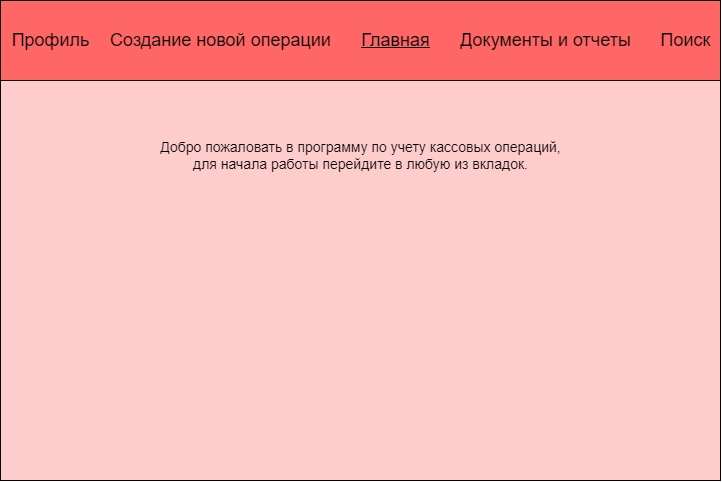 Профиль Создание новой операции Главная Документы и отчеты Поиск
Добро пожаловать в программу по учету кассовых операций,
для начала работы перейдите в любую из вкладок.